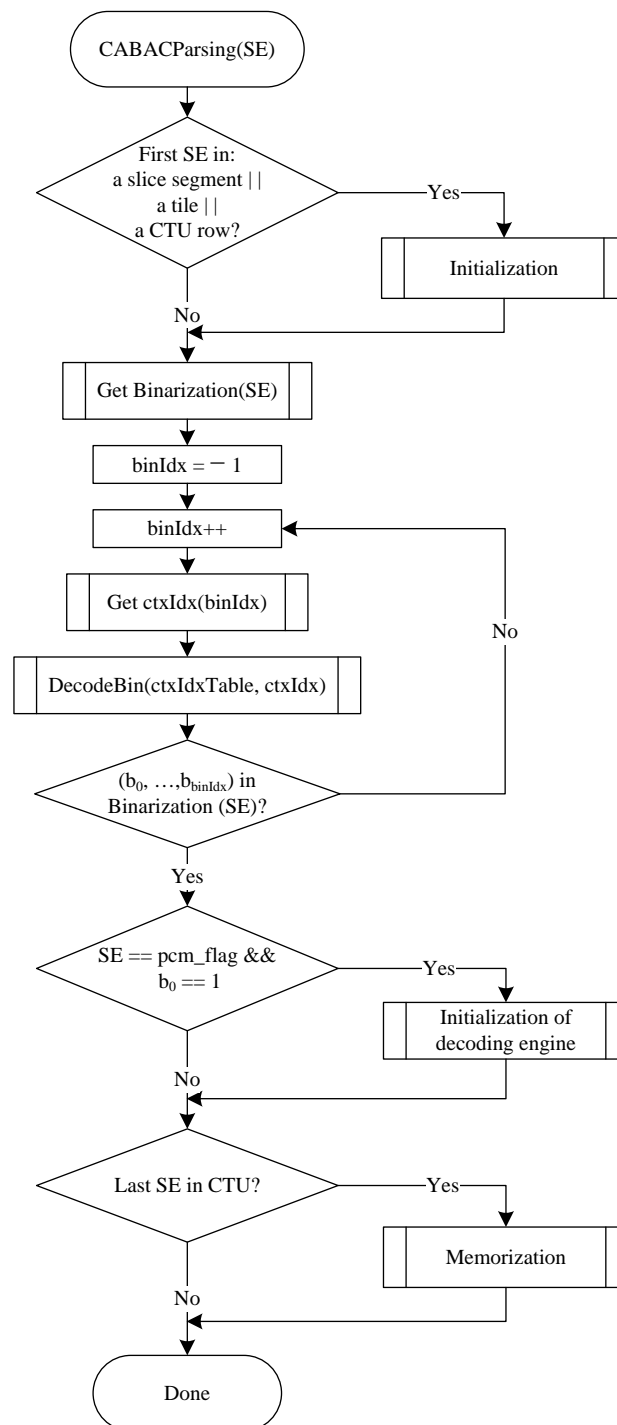 CABACParsing(SE)
First SE in:
a slice segment ||
a tile ||
a CTU row?
Yes
Initialization
No
Get Binarization(SE)
binIdx = − 1
binIdx++
Get ctxIdx(binIdx)
No
DecodeBin(ctxIdxTable, ctxIdx)
(b0, …,bbinIdx) in
Binarization (SE)?
Yes
SE == pcm_flag &&
b0 == 1
Yes
Initialization of
decoding engine
No
Last SE in CTU?
Yes
Memorization
No
Done